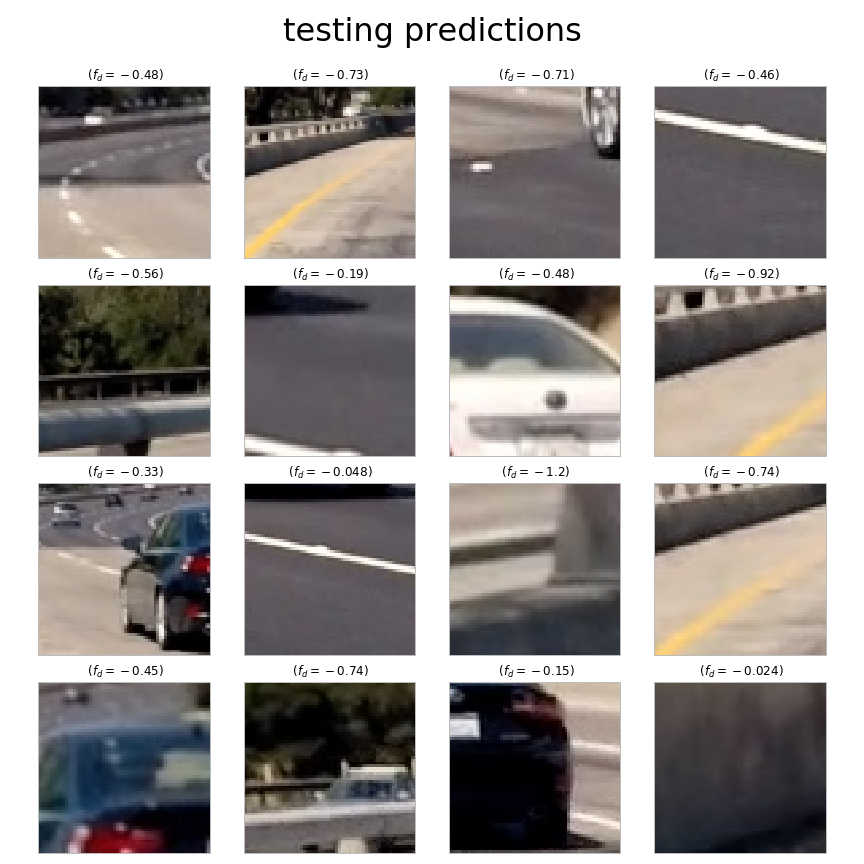 testing predictions
(f_d = −0.48) (f_d = −0.73) (f_d = −0.71) (f_d = −0.46)
(f_d = −0.56) (f_d = −0.19) (f_d = −0.48) (f_d = −0.92)
(f_d = −0.33) (f_d = −0.048) (f_d = −1.2) (f_d = −0.74)
(f_d = −0.45) (f_d = −0.74) (f_d = −0.15) (f_d = −0.024)